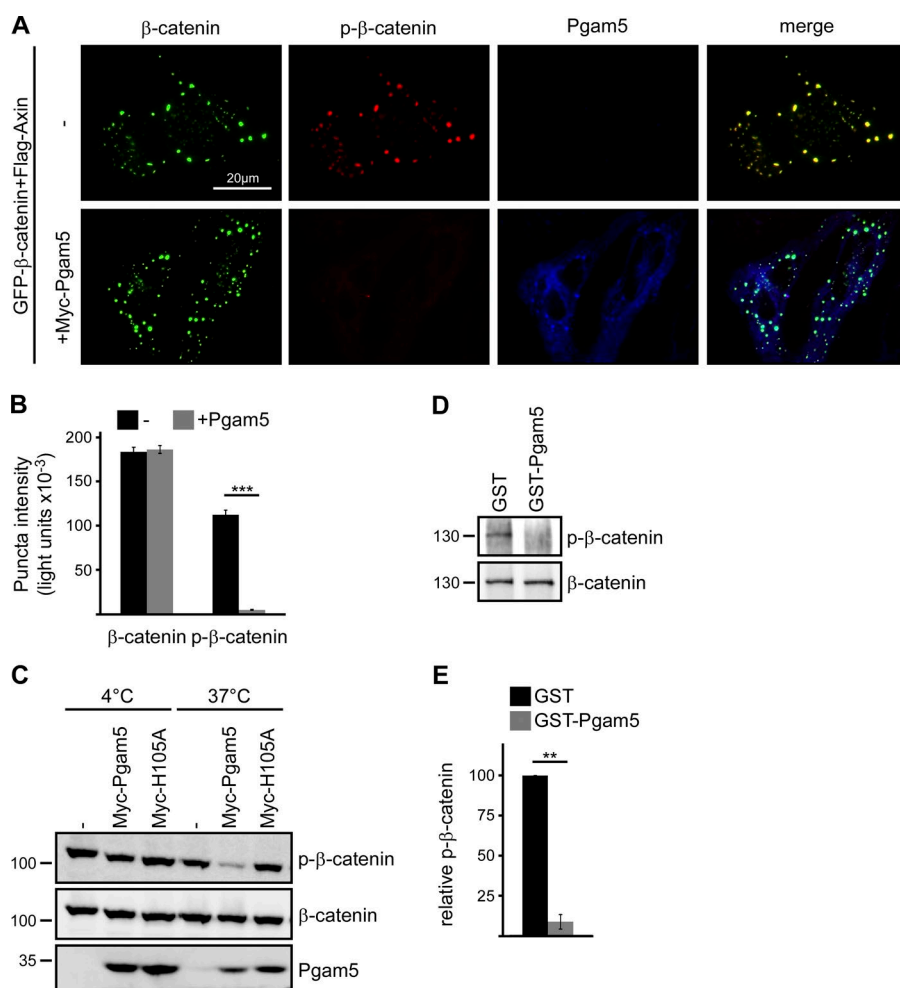 A
β-catenin p-β-catenin Pgam5 merge
GFP-β-catenin+Flag-Axin
-
20μm
+Myc-Pgam5
B
- +Pgam5
Puncta intensity
(light units x10-3)
200
150
100
50
***
β-catenin p-β-catenin
C
4°C 37°C
- Myc-Pgam5 Myc-H105A - Myc-Pgam5 Myc-H105A
100 p-β-catenin
100 β-catenin
35 Pgam5
D
GST GST-Pgam5
130 p-β-catenin
130 β-catenin
E
GST
GST-Pgam5
relative p-β-catenin
100
75
50
25
**